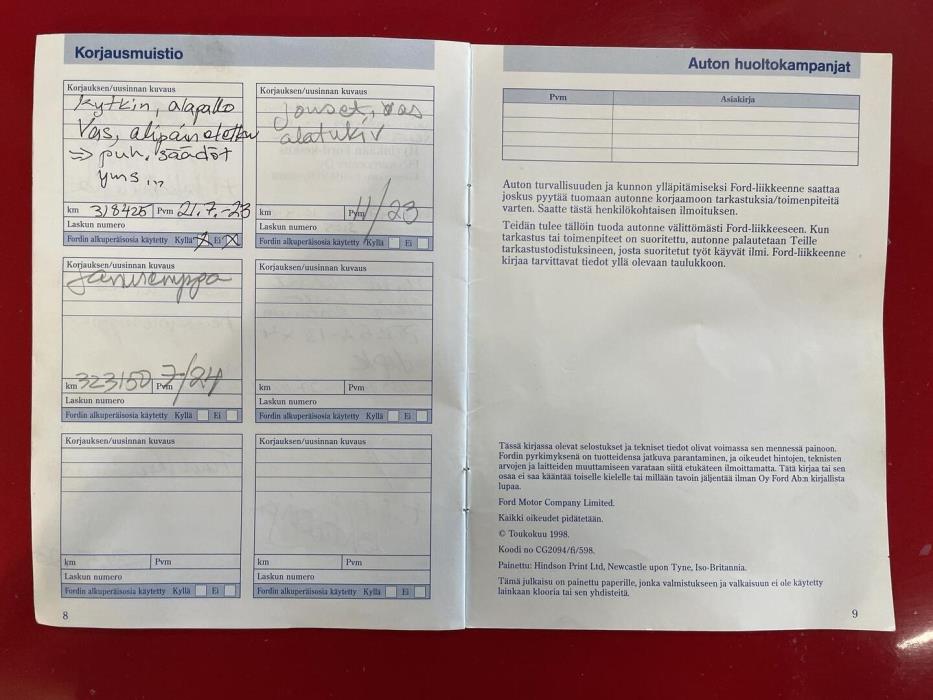 Korjausmuistio
Korjauksen/uusinnan kuvaus
Kytkin, alapallo
Vas, alipaineletku
=> puh. säädöt
yms...
km 318425 Pvm 21.7.-23
Laskun numero
Fordin alkuperäisosia käytetty Kyllä Ei
Korjauksen/uusinnan kuvaus
Jouset, vas
alatukiv
km Pvm 11/23
Laskun numero
Fordin alkuperäisosia käytetty Kyllä Ei
Korjauksen/uusinnan kuvaus
km 323150 Pvm 7/24
Laskun numero
Fordin alkuperäisosia käytetty Kyllä Ei
Korjauksen/uusinnan kuvaus
km Pvm
Laskun numero
Fordin alkuperäisosia käytetty Kyllä Ei
Korjauksen/uusinnan kuvaus
km Pvm
Laskun numero
Fordin alkuperäisosia käytetty Kyllä Ei
Korjauksen/uusinnan kuvaus
km Pvm
Laskun numero
Fordin alkuperäisosia käytetty Kyllä Ei
8
Auton huoltokampanjat
Pvm Asiakirja
Auton turvallisuuden ja kunnon ylläpitämiseksi Ford-liikkeenne saattaa
joskus pyytää tuomaan autonne korjaamoon tarkastuksia/toimenpiteitä
varten. Saatte tästä henkilökohtaisen ilmoituksen.
Teidän tulee tällöin tuoda autonne välittömästi Ford-liikkeeseen. Kun
tarkastus tai toimenpiteet on suoritettu, autonne palautetaan Teille
tarkastustodistuksineen, josta suoritetut työt käyvät ilmi. Ford-liikkeenne
kirjaa tarvittavat tiedot yllä olevaan taulukkoon.
Tässä kirjassa olevat selostukset ja tekniset tiedot olivat voimassa sen mennessä painoon.
Fordin pyrkimyksenä on tuotteidensa jatkuva parantaminen, ja oikeudet hintojen, teknisten
arvojen ja laitteiden muuttamiseen varataan siitä etukäteen ilmoittamatta. Tätä kirjaa tai sen
osaa ei saa kääntää toiselle kielelle tai millään tavoin jäljentää ilman Oy Ford Ab:n kirjallista
lupaa.
Ford Motor Company Limited.
Kaikki oikeudet pidätetään.
© Toukokuu 1998.
Koodi no CG2094/fi/598.
Painettu: Hindson Print Ltd, Newcastle upon Tyne, Iso-Britannia.
Tämä julkaisu on painettu paperille, jonka valmistukseen ja valkaisuun ei ole käytetty
lainkaan klooria tai sen yhdisteitä.
9